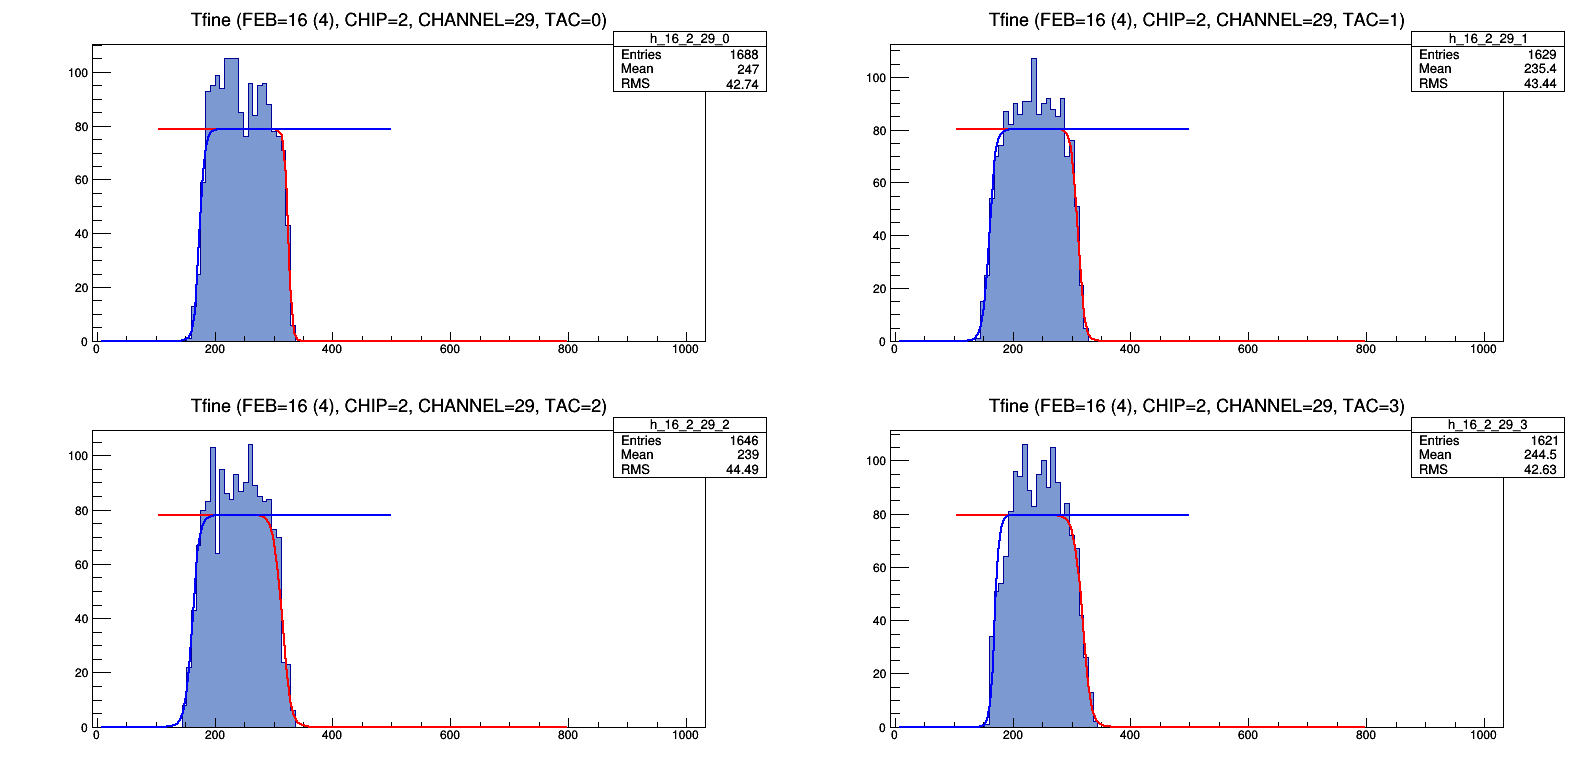 Tfine (FEB=16 (4), CHIP=2, CHANNEL=29, TAC=0)
h_16_2_29_0
Entries 1688
Mean 247
RMS 42.74
100
80
60
40
20
0
0 200 400 600 800 1000
Tfine (FEB=16 (4), CHIP=2, CHANNEL=29, TAC=1)
h_16_2_29_1
Entries 1629
Mean 235.4
RMS 43.44
100
80
60
40
20
0
0 200 400 600 800 1000
Tfine (FEB=16 (4), CHIP=2, CHANNEL=29, TAC=2)
h_16_2_29_2
Entries 1646
Mean 239
RMS 44.49
100
80
60
40
20
0
0 200 400 600 800 1000
Tfine (FEB=16 (4), CHIP=2, CHANNEL=29, TAC=3)
h_16_2_29_3
Entries 1621
Mean 244.5
RMS 42.63
100
80
60
40
20
0
0 200 400 600 800 1000